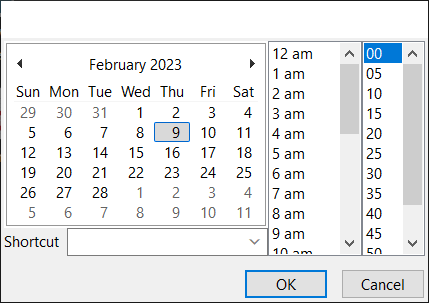 February 2023
Sun Mon Tue Wed Thu Fri Sat
29 30 31 1 2 3 4
5 6 7 8 9 10 11
12 13 14 15 16 17 18
19 20 21 22 23 24 25
26 27 28 1 2 3 4
5 6 7 8 9 10 11
Shortcut
12 am
1 am
2 am
3 am
4 am
5 am
6 am
7 am
8 am
9 am
10 am
00
05
10
15
20
25
30
35
40
45
50
OK Cancel